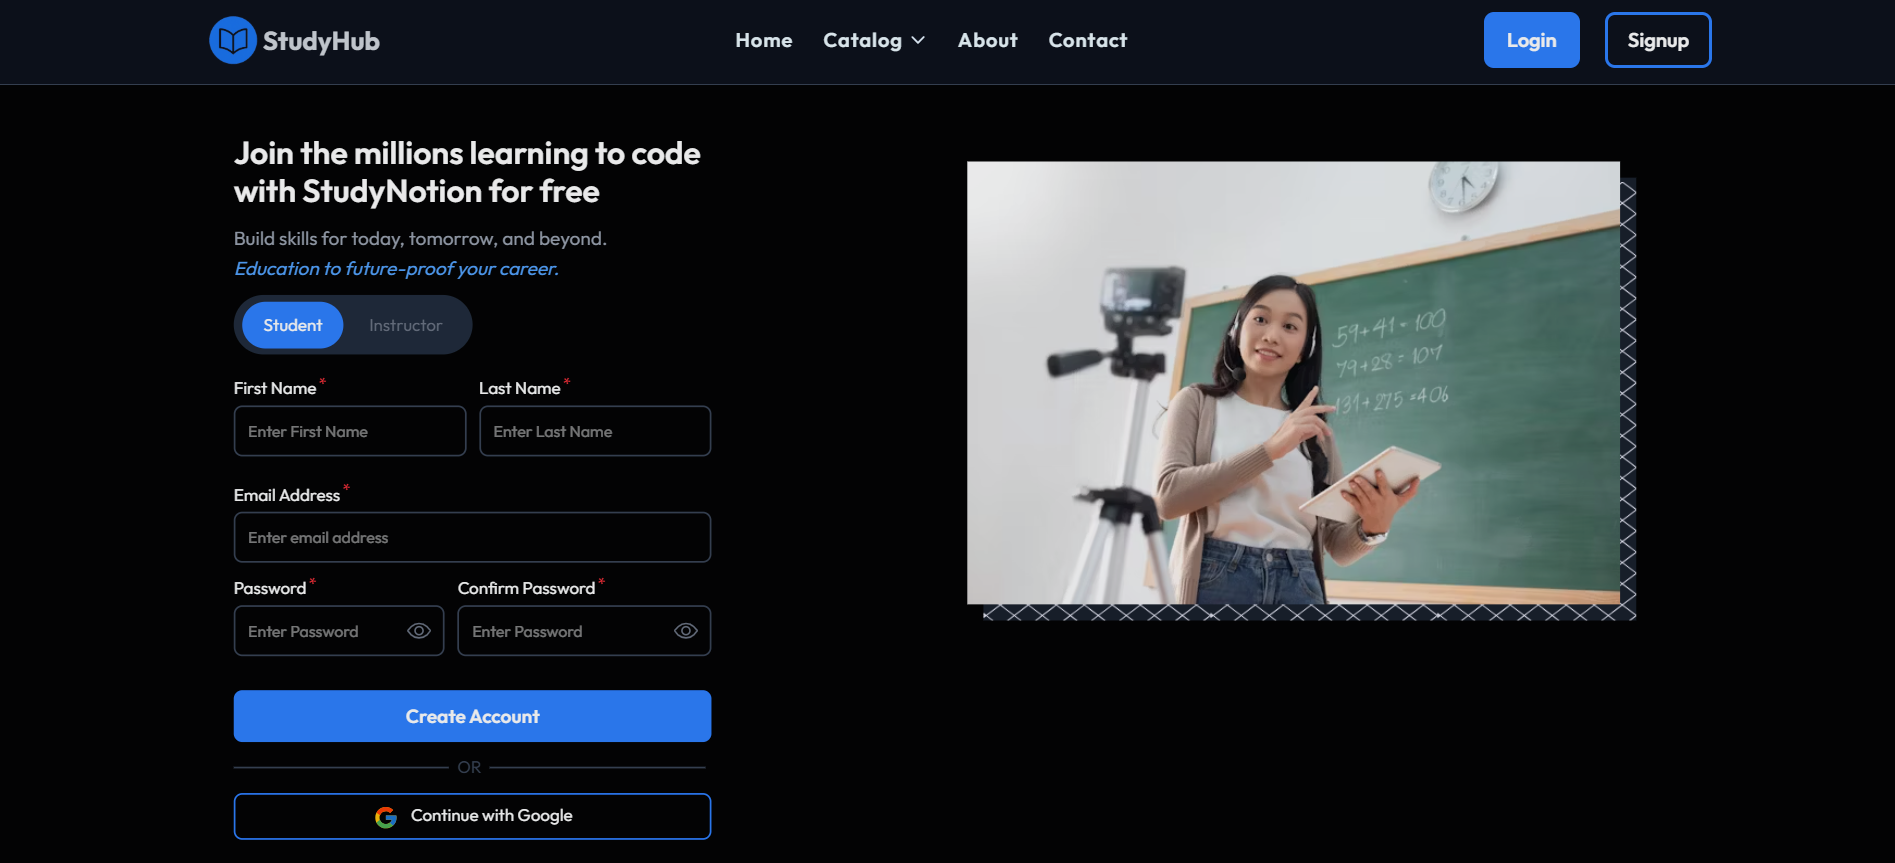 StudyHub
Home Catalog About Contact
Login Signup
Join the millions learning to code
with StudyNotion for free
Build skills for today, tomorrow, and beyond.
Education to future-proof your career.
Student Instructor
First Name * Last Name *
Enter First Name Enter Last Name
Email Address *
Enter email address
Password * Confirm Password *
Enter Password Enter Password
Create Account
OR
Continue with Google
59+41=100
79+28=107
131+275=406